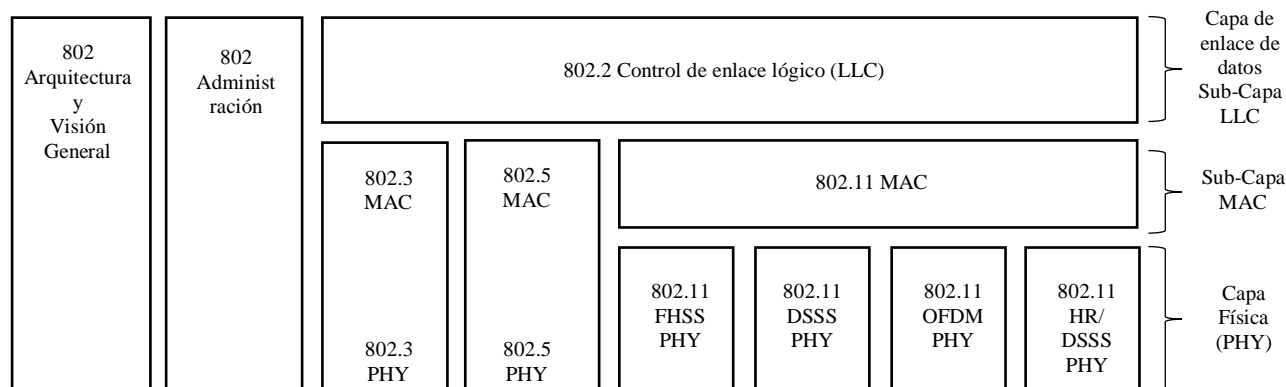 802
Arquitectura
y
Visión
General
802
Administ
ración
802.2 Control de enlace lógico (LLC)
Capa de
enlace de
datos
Sub-Capa
LLC
802.3
MAC
802.5
MAC
802.11 MAC
Sub-Capa
MAC
802.3
PHY
802.5
PHY
802.11
FHSS
PHY
802.11
DSSS
PHY
802.11
OFDM
PHY
802.11
HR/
DSSS
PHY
Capa
Física
(PHY)